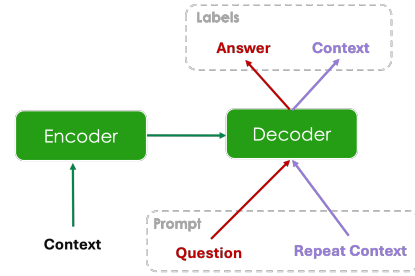 Labels
Answer Context
Encoder Decoder
Context
Prompt
Question Repeat Context